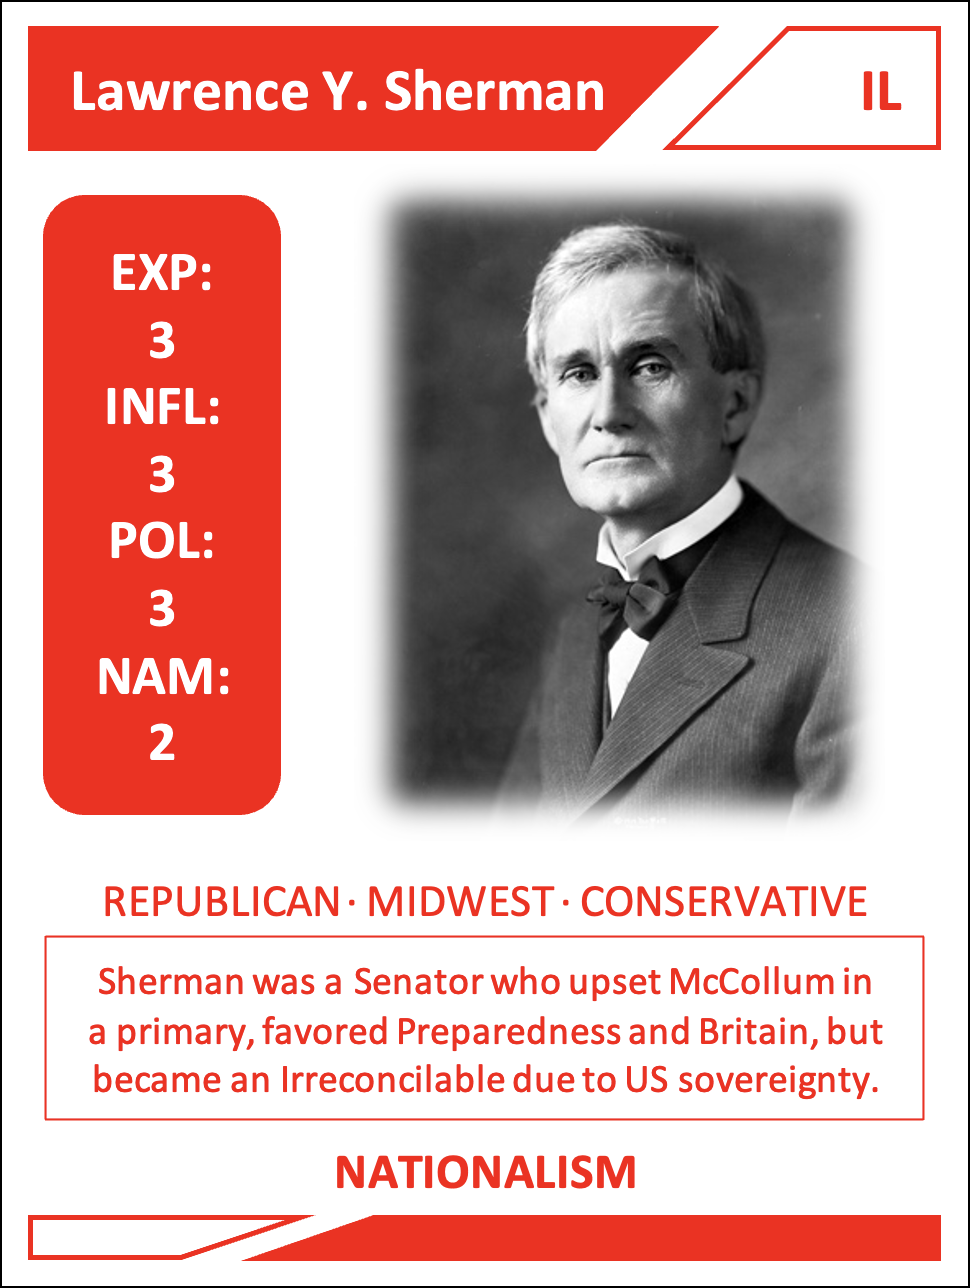 Lawrence Y. Sherman
IL
EXP:
3
INFL:
3
POL:
3
NAM:
2
REPUBLICAN · MIDWEST · CONSERVATIVE
Sherman was a Senator who upset McCollum in
a primary, favored Preparedness and Britain, but
became an Irreconcilable due to US sovereignty.
NATIONALISM